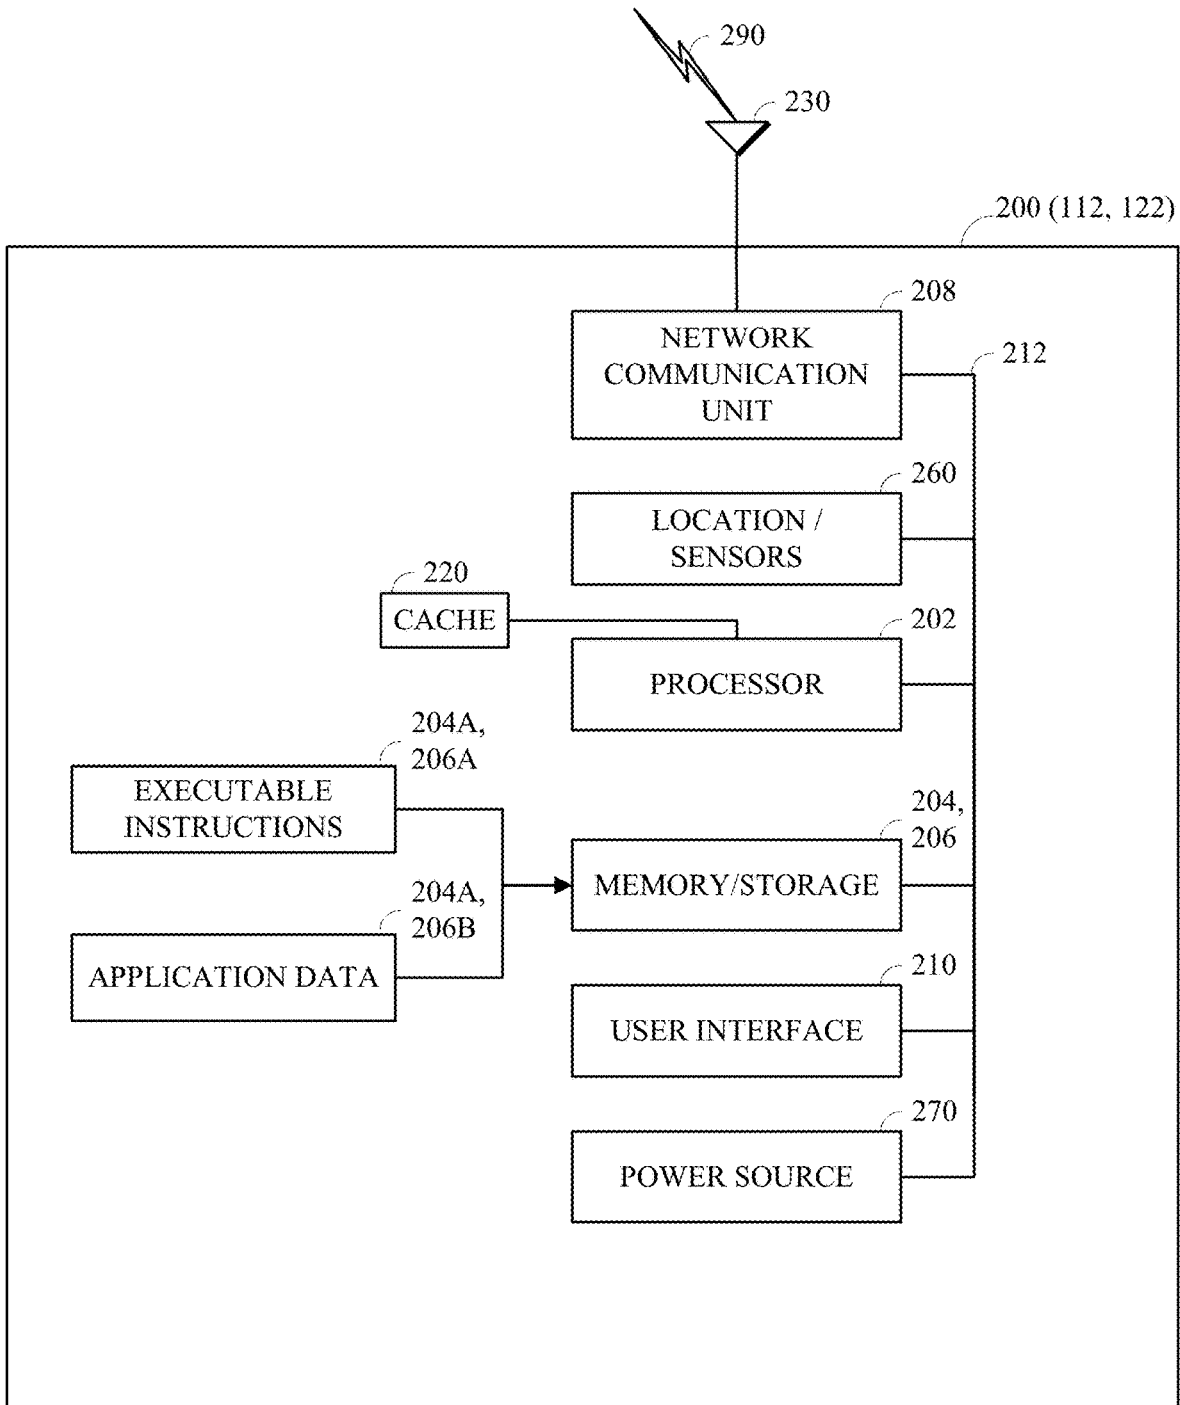 290
230
200 (112, 122)
208
NETWORK
COMMUNICATION
UNIT
212
260
LOCATION /
SENSORS
220
CACHE
202
PROCESSOR
204A,
206A
EXECUTABLE
INSTRUCTIONS
204,
206
MEMORY/STORAGE
204A,
206B
APPLICATION DATA
210
USER INTERFACE
270
POWER SOURCE